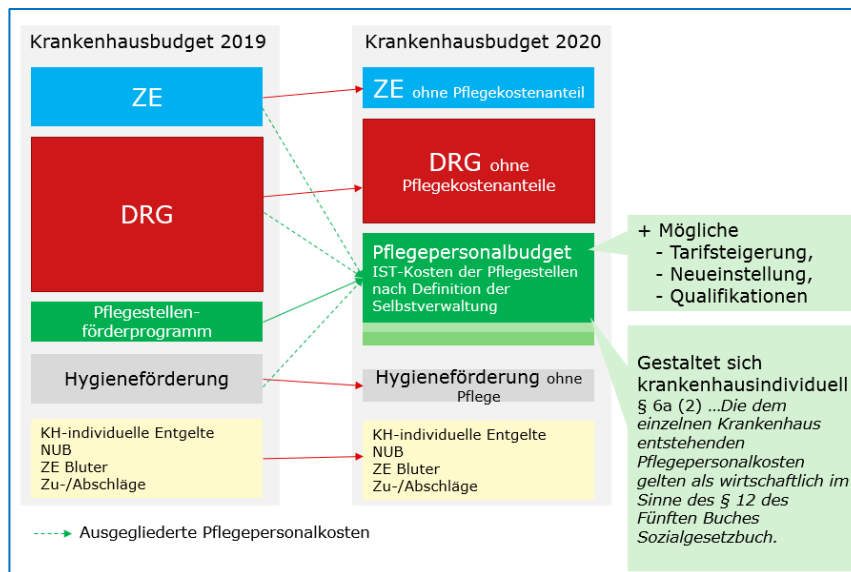 Krankenhausbudget 2019
ZE
DRG
Pflegestellen-
förderprogramm
Hygieneförderung
KH-individuelle Entgelte
NUB
ZE Bluter
Zu-/Abschläge
Krankenhausbudget 2020
ZE ohne Pflegekostenanteil
DRG ohne
Pflegekostenanteile
Pflegepersonalbudget
IST-Kosten der Pflegestellen
nach Definition der
Selbstverwaltung
Hygieneförderung ohne
Pflege
KH-individuelle Entgelte
NUB
ZE Bluter
Zu-/Abschläge
+ Mögliche
- Tarifsteigerung,
- Neueinstellung,
- Qualifikationen
Gestaltet sich
krankenhausindividuell
§ 6a (2) …Die dem
einzelnen Krankenhaus
entstehenden
Pflegepersonalkosten
gelten als wirtschaftlich im
Sinne des § 12 des
Fünften Buches
Sozialgesetzbuch.
Ausgegliederte Pflegepersonalkosten